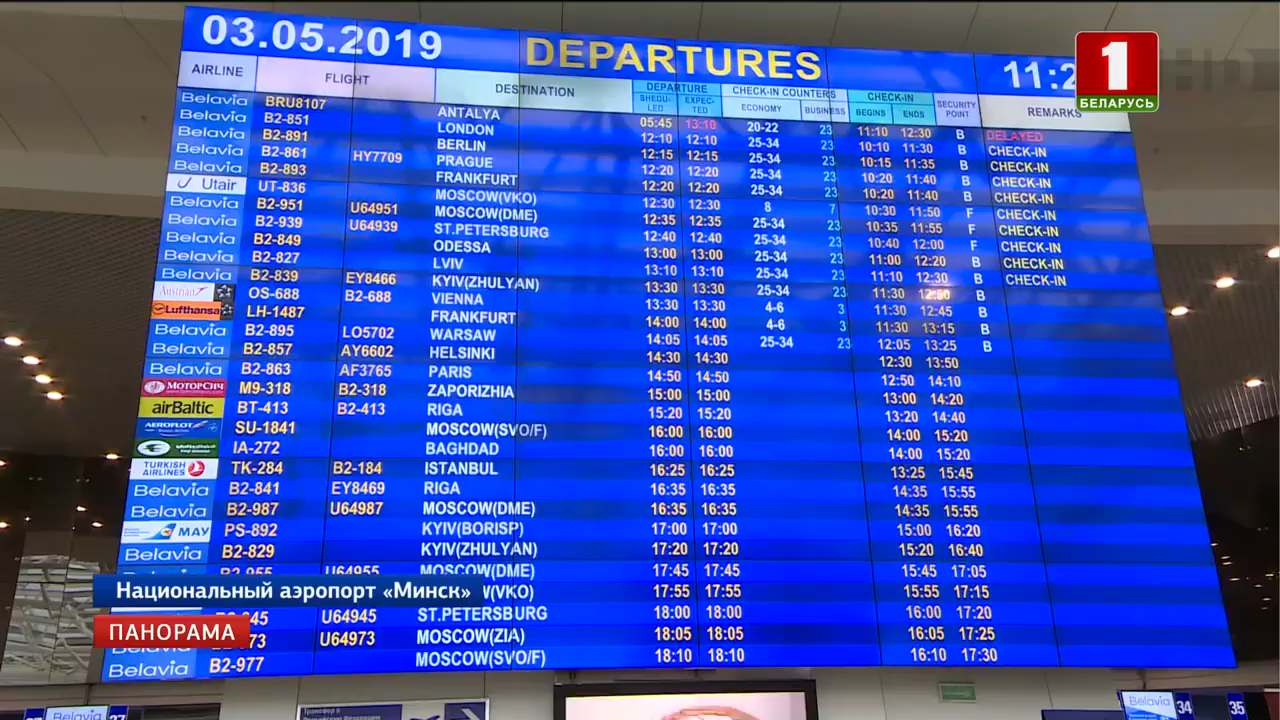 03.05.2019 DEPARTURES 11:2
1 БЕЛАРУСЬ HD
AIRLINE FLIGHT DESTINATION DEPARTURE SHEDU-LED EXPEC-TED CHECK-IN COUNTERS ECONOMY BUSINESS CHECK-IN BEGINS ENDS SECURITY POINT REMARKS
Belavia BRU8107 ANTALYA 05:45 13:10 20-22 23 11:10 12:30 B DELAYED
Belavia B2-851 LONDON 12:10 12:10 25-34 23 10:10 11:30 B CHECK-IN
Belavia B2-891 BERLIN 12:15 12:15 25-34 23 10:15 11:35 B CHECK-IN
Belavia B2-861 HY7709 PRAGUE 12:20 12:20 25-34 23 10:20 11:40 B CHECK-IN
Belavia B2-893 FRANKFURT 12:20 12:20 25-34 23 10:20 11:40 B CHECK-IN
Utair UT-836 MOSCOW(VKO) 12:30 12:30 8 7 10:30 11:50 F CHECK-IN
Belavia B2-951 U64951 MOSCOW(DME) 12:35 12:35 25-34 23 10:35 11:55 CHECK-IN
Belavia B2-939 U64939 ST.PETERSBURG 12:40 12:40 25-34 23 10:40 12:00 F CHECK-IN
Belavia B2-849 ODESSA 13:00 13:00 25-34 23 11:00 12:20 B CHECK-IN
Belavia B2-827 LVIV 13:10 13:10 25-34 23 11:10 12:30 B CHECK-IN
Belavia B2-839 EY8466 KYIV(ZHULYAN) 13:30 13:30 25-34 23 11:30 12:50 B
Austrian OS-688 B2-688 VIENNA 13:30 13:30 4-6 3 11:30 12:45 B
Lufthansa LH-1487 FRANKFURT 14:00 14:00 4-6 3 11:30 13:15 B
Belavia B2-895 LO5702 WARSAW 14:05 14:05 25-34 23 12:05 13:25 B
Belavia B2-857 AY6602 HELSINKI 14:30 14:30 12:30 13:50
Belavia B2-863 AF3765 PARIS 14:50 14:50 12:50 14:10
МОТОРСИЧ M9-318 B2-318 ZAPORIZHIA 15:00 15:00 13:00 14:20
airBaltic BT-413 B2-413 RIGA 15:20 15:20 13:20 14:40
AEROFLOT SU-1841 MOSCOW(SVO/F) 16:00 16:00 14:00 15:20
IA-272 BAGHDAD 16:00 16:00 14:00 15:20
TURKISH AIRLINES TK-284 B2-184 ISTANBUL 16:25 16:25 13:25 15:45
Belavia B2-841 EY8469 RIGA 16:35 16:35 14:35 15:55
Belavia B2-987 U64987 MOSCOW(DME) 16:35 16:35 14:35 15:55
МАУ PS-892 KYIV(BORISP) 17:00 17:00 15:00 16:20
Belavia B2-829 KYIV(ZHULYAN) 17:20 17:20 15:20 16:40
B2-955 U64955 MOSCOW(DME) 17:45 17:45 15:45 17:05
(VKO) 17:55 17:55 15:55 17:15
45 U64945 ST.PETERSBURG 18:00 18:00 16:00 17:20
Belavia 73 U64973 MOSCOW(ZIA) 18:05 18:05 16:05 17:25
Belavia B2-977 MOSCOW(SVO/F) 18:10 18:10 16:10 17:30
Национальный аэропорт «Минск»
ПАНОРАМА
Belavia 37
Belavia 34 35